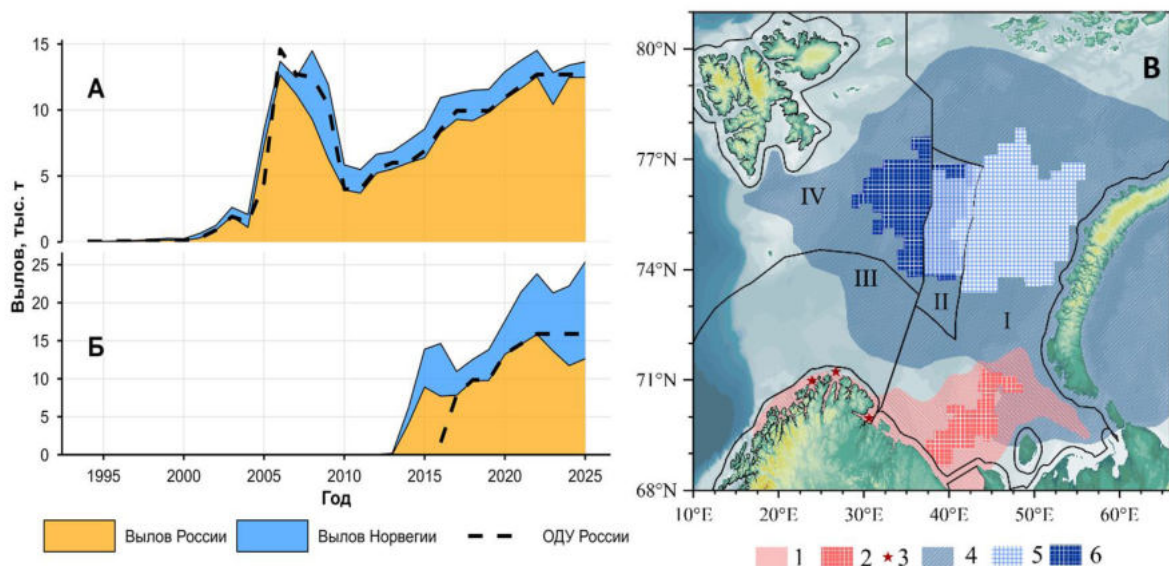 А
15
10
5
0
Вылов, тыс. т
Б
25
20
15
10
5
0
1995 2000 2005 2010 2015 2020 2025
Год
Вылов России Вылов Норвегии ОДУ России
В
80°N
77°N
74°N
71°N
68°N
IV
III
II
I
10°E 20°E 30°E 40°E 50°E 60°E
1 2 3 4 5 6